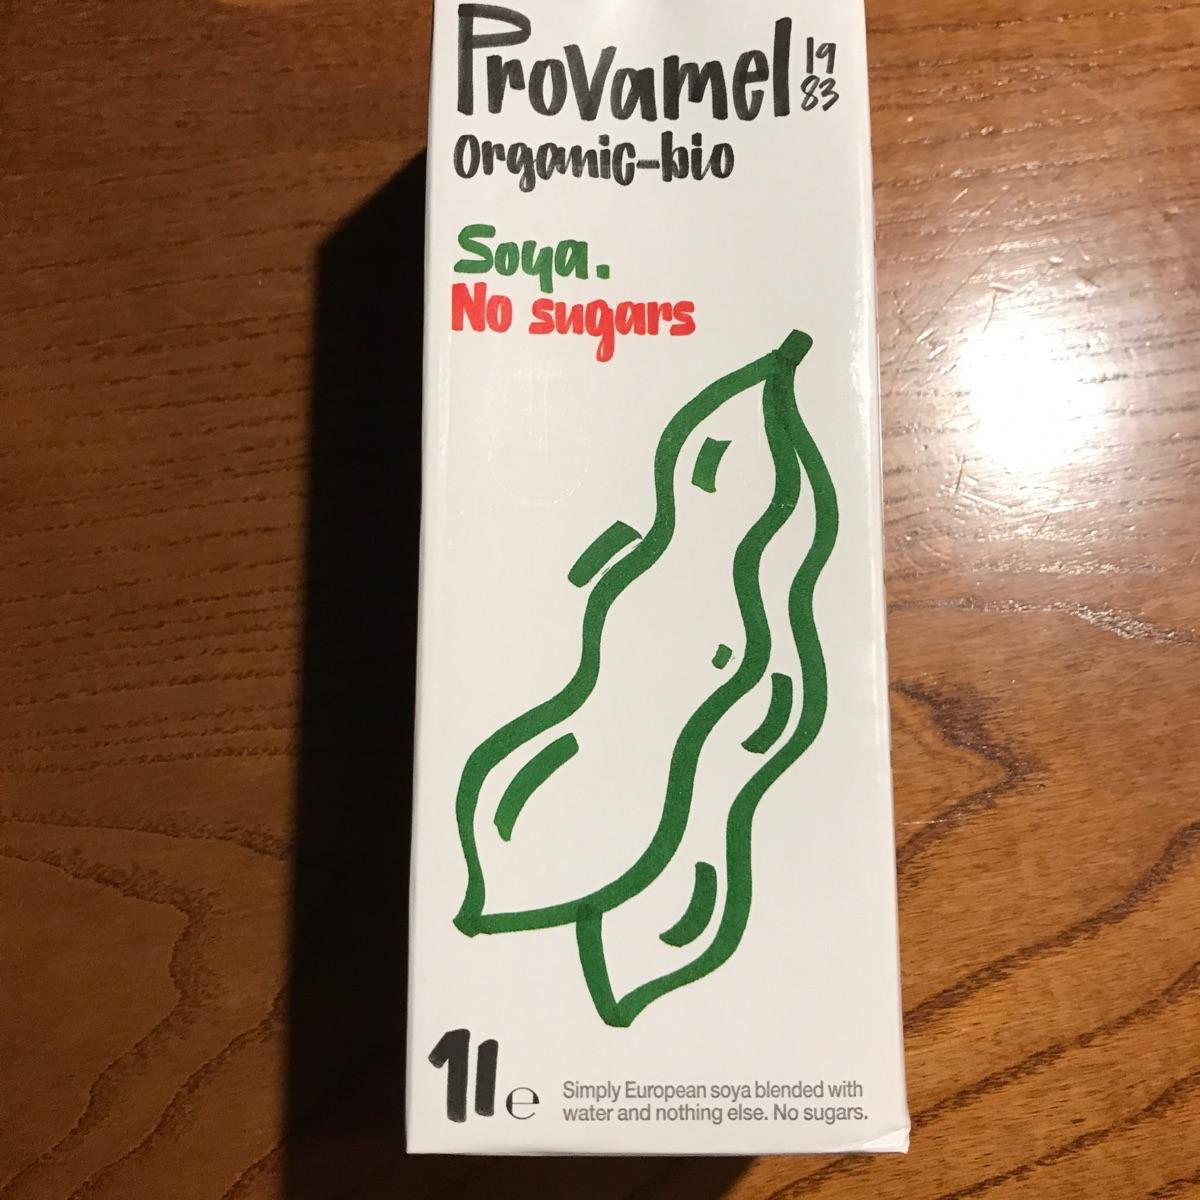 Provamel 19
83
organic-bio
Soya.
No sugars
1l e
Simply European soya blended with
water and nothing else. No sugars.